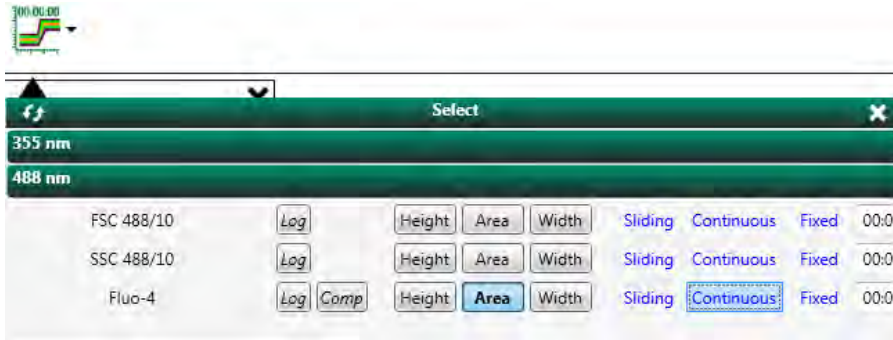 00:00:00
Select
355 nm
488 nm
FSC 488/10 Log Height Area Width Sliding Continuous Fixed 00:0
SSC 488/10 Log Height Area Width Sliding Continuous Fixed 00:0
Fluo-4 Log Comp Height Area Width Sliding Continuous Fixed 00:0